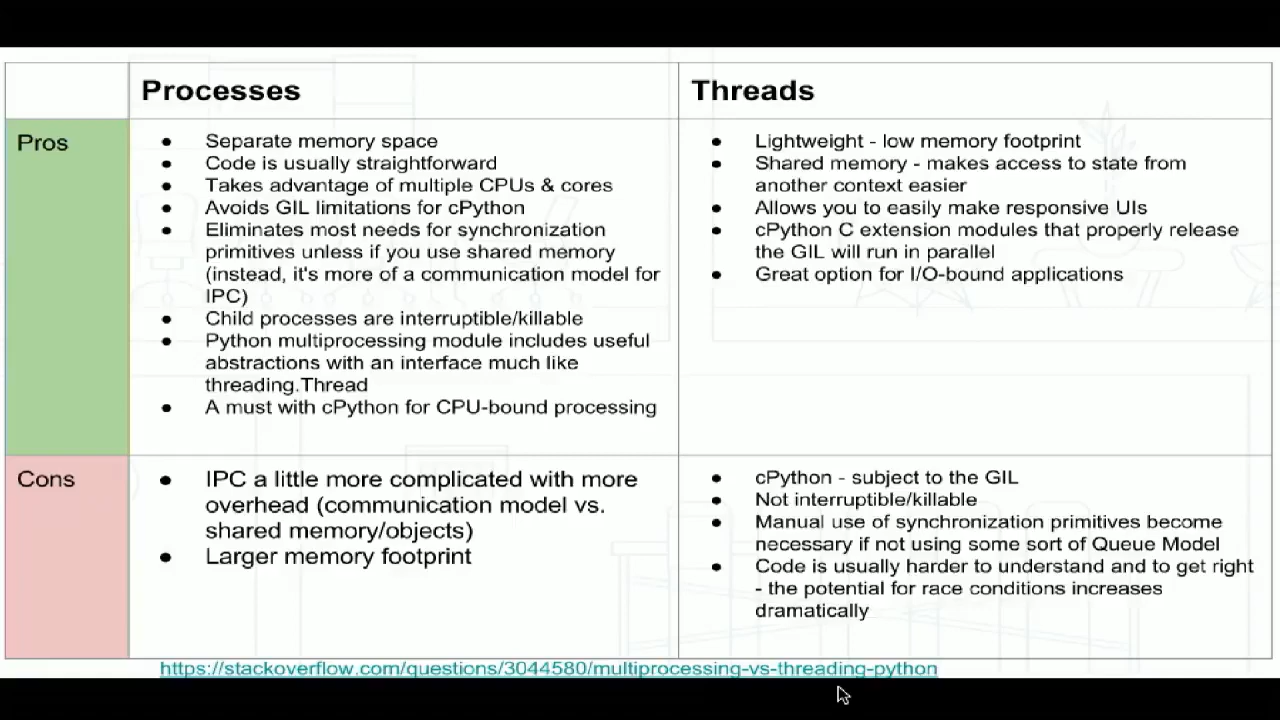 Processes
Threads
Pros
● Separate memory space
● Code is usually straightforward
● Takes advantage of multiple CPUs & cores
● Avoids GIL limitations for cPython
● Eliminates most needs for synchronization
primitives unless if you use shared memory
(instead, it's more of a communication model for
IPC)
● Child processes are interruptible/killable
● Python multiprocessing module includes useful
abstractions with an interface much like
threading.Thread
● A must with cPython for CPU-bound processing
● Lightweight - low memory footprint
● Shared memory - makes access to state from
another context easier
● Allows you to easily make responsive UIs
● cPython C extension modules that properly release
the GIL will run in parallel
● Great option for I/O-bound applications
Cons
● IPC a little more complicated with more
overhead (communication model vs.
shared memory/objects)
● Larger memory footprint
● cPython - subject to the GIL
● Not interruptible/killable
● Manual use of synchronization primitives become
necessary if not using some sort of Queue Model
● Code is usually harder to understand and to get right
- the potential for race conditions increases
dramatically
https://stackoverflow.com/questions/3044580/multiprocessing-vs-threading-python